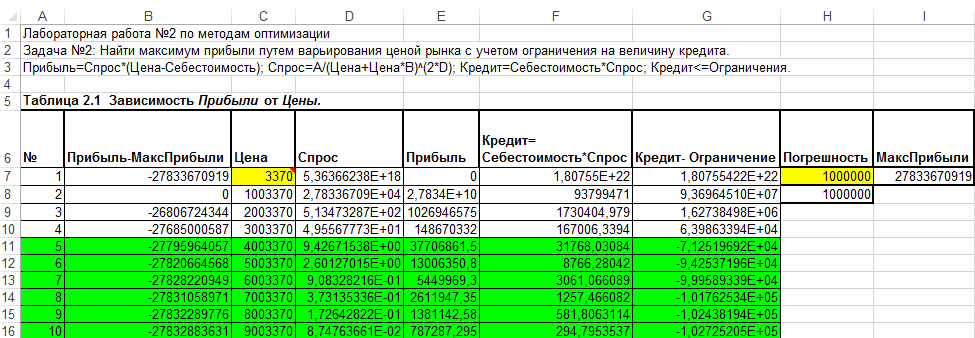 A B C D E F G H I
1 Лабораторная работа №2 по методам оптимизации
2 Задача №2: Найти максимум прибыли путем варьирования ценой рынка с учетом ограничения на величину кредита.
3 Прибыль=Спрос*(Цена-Себестоимость); Спрос=A/(Цена+Цена*B)^(2*D); Кредит=Себестоимость*Спрос; Кредит<=Ограничения.
4
5 Таблица 2.1 Зависимость Прибыли от Цены.
Кредит=
6 № Прибыль-МаксПрибыли Цена Спрос Прибыль Себестоимость*Спрос Кредит- Ограничение Погрешность МаксПрибыли
7 1 -27833670919 3370 5,36366238E+18 0 1,80755E+22 1,80755422E+22 1000000 27833670919
8 2 0 1003370 2,78336709E+04 2,7834E+10 93799471 9,36964510E+07 1000000
9 3 -26806724344 2003370 5,13473287E+02 1026946575 1730404,979 1,62738498E+06
10 4 -27685000587 3003370 4,95567773E+01 148670332 167006,3394 6,39863394E+04
11 5 -27795964057 4003370 9,42671538E+00 37706861,5 31768,03084 -7,12519692E+04
12 6 -27820664568 5003370 2,60127015E+00 13006350,8 8766,28042 -9,42537196E+04
13 7 -27828220949 6003370 9,08328216E-01 5449969,3 3061,066089 -9,99589339E+04
14 8 -27831058971 7003370 3,73135336E-01 2611947,35 1257,466082 -1,01762534E+05
15 9 -27832289776 8003370 1,72642822E-01 1381142,58 581,8063114 -1,02438194E+05
16 10 -27832883631 9003370 8,74763661E-02 787287,295 294,7953537 -1,02725205E+05